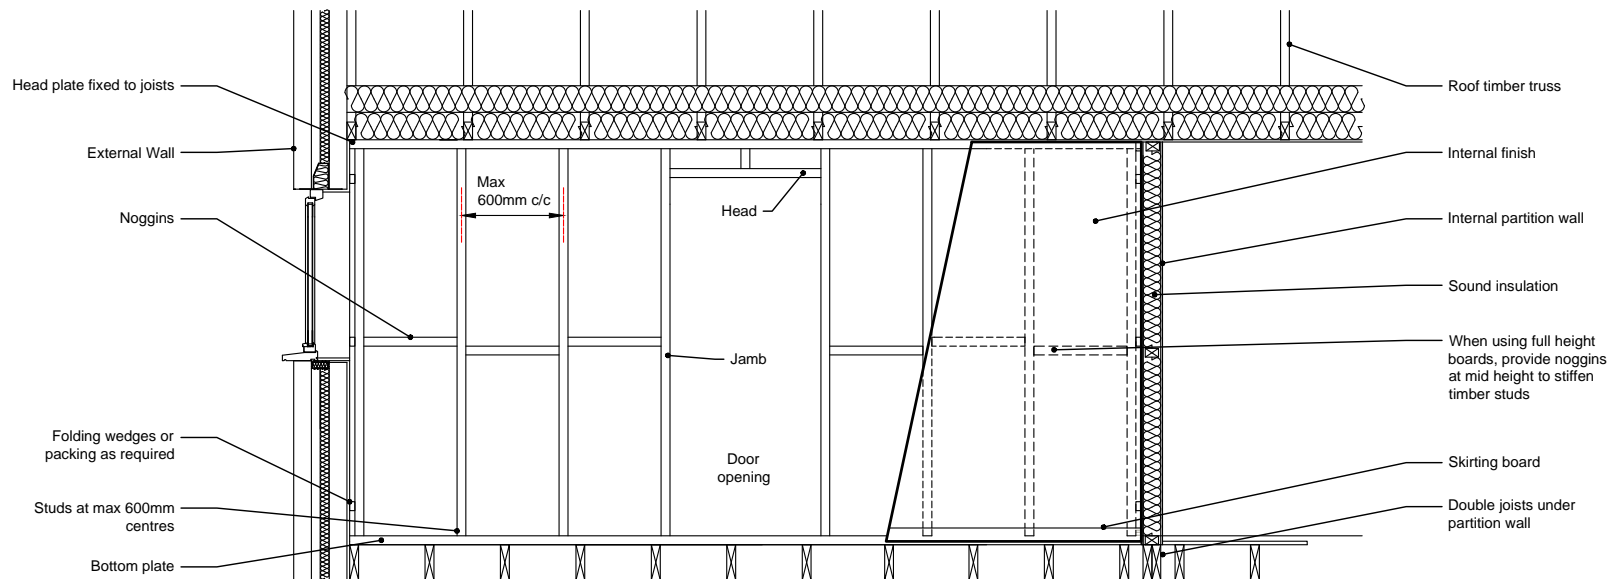 Head plate fixed to joists
External Wall
Noggins
Folding wedges or
packing as required
Studs at max 600mm
centres
Bottom plate
Max
600mm c/c
Head
Jamb
Door
opening
Roof timber truss
Internal finish
Internal partition wall
Sound insulation
When using full height
boards, provide noggins
at mid height to stiffen
timber studs
Skirting board
Double joists under
partition wall